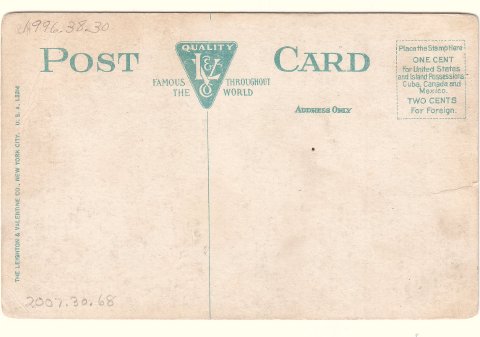 A996.38.30
POST CARD
QUALITY
L&V
Co
FAMOUS THROUGHOUT
THE WORLD
ADDRESS ONLY
Place the Stamp Here
ONE CENT
For United States
and Island Possessions,
Cuba, Canada and
Mexico.
TWO CENTS
For Foreign.
THE LEIGHTON & VALENTINE CO., NEW YORK CITY. U. S. A.
2007.30.68